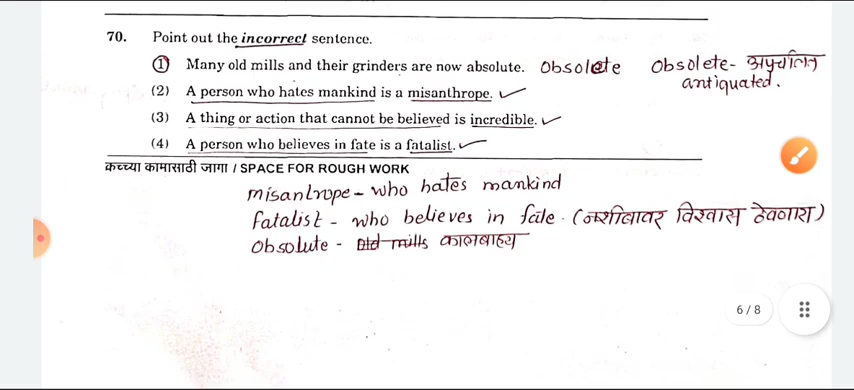 70. Point out the incorrect sentence.
(1) Many old mills and their grinders are now absolute. Obsolete Obsolete- अप्रचलित
antiquated.
(2) A person who hates mankind is a misanthrope.
(3) A thing or action that cannot be believed is incredible.
(4) A person who believes in fate is a fatalist.
कच्च्या कामासाठी जागा / SPACE FOR ROUGH WORK
misantrope - who hates mankind
fatalist - who believes in fate. (नशीबावर विश्वास ठेवणारा)
Obsolute - Old mills कालबाह्य
6 / 8